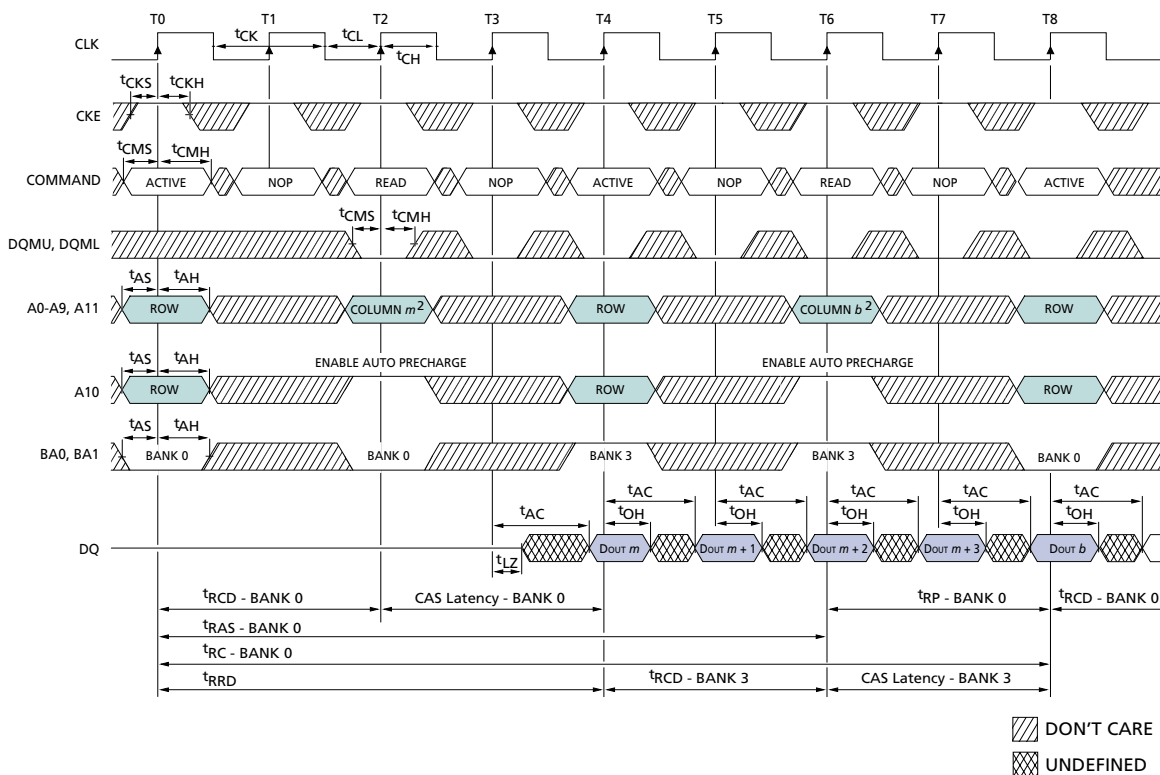 T0 T1 T2 T3 T4 T5 T6 T7 T8
CLK
tCK tCL
tCH
tCKS tCKH
CKE
tCMS tCMH
COMMAND ACTIVE NOP READ NOP ACTIVE NOP READ NOP ACTIVE
tCMS tCMH
DQMU, DQML
tAS tAH
A0-A9, A11 ROW COLUMN m2 ROW COLUMN b2 ROW
tAS tAH ENABLE AUTO PRECHARGE ENABLE AUTO PRECHARGE
A10 ROW ROW ROW
tAS tAH
BA0, BA1 BANK 0 BANK 0 BANK 3 BANK 3 BANK 0
tAC tAC tAC tAC tAC
tAC tOH tOH tOH tOH tOH
DQ DOUT m DOUT m + 1 DOUT m + 2 DOUT m + 3 DOUT b
tLZ
tRCD - BANK 0 CAS Latency - BANK 0 tRP - BANK 0 tRCD - BANK 0
tRAS - BANK 0
tRC - BANK 0
tRRD tRCD - BANK 3 CAS Latency - BANK 3
DON'T CARE
UNDEFINED